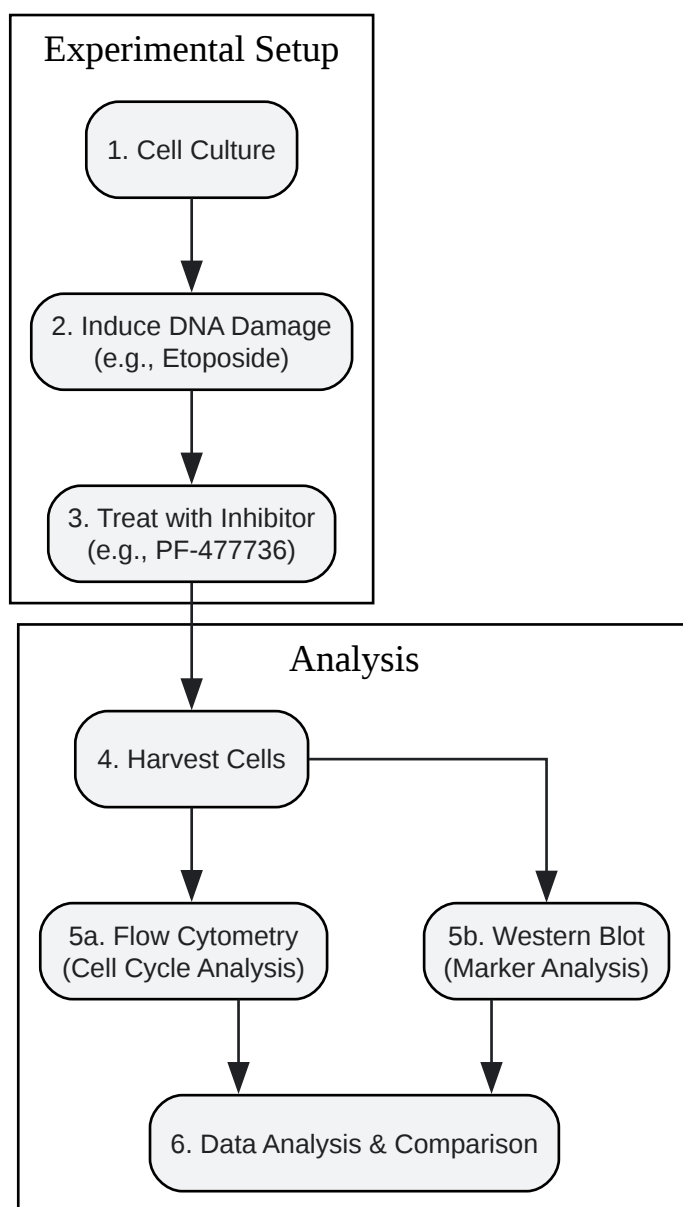 Experimental Setup
1. Cell Culture
2. Induce DNA Damage
(e.g., Etoposide)
3. Treat with Inhibitor
(e.g., PF-477736)
Analysis
4. Harvest Cells
5a. Flow Cytometry
(Cell Cycle Analysis)
5b. Western Blot
(Marker Analysis)
6. Data Analysis & Comparison